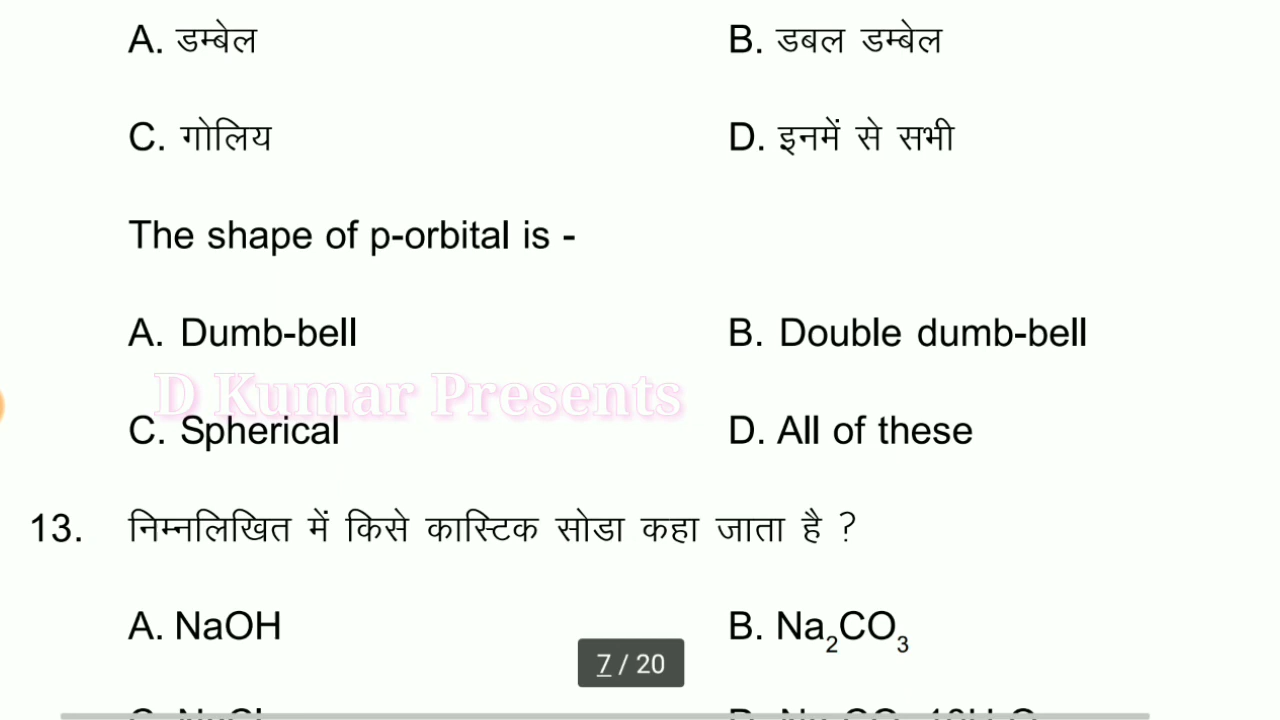 A. डम्बेल B. डबल डम्बेल
C. गोलिय D. इनमें से सभी
The shape of p-orbital is -
A. Dumb-bell B. Double dumb-bell
D Kumar Presents
C. Spherical D. All of these
13. निम्नलिखित में किसे कास्टिक सोडा कहा जाता है ?
A. NaOH B. Na₂CO₃
7 / 20